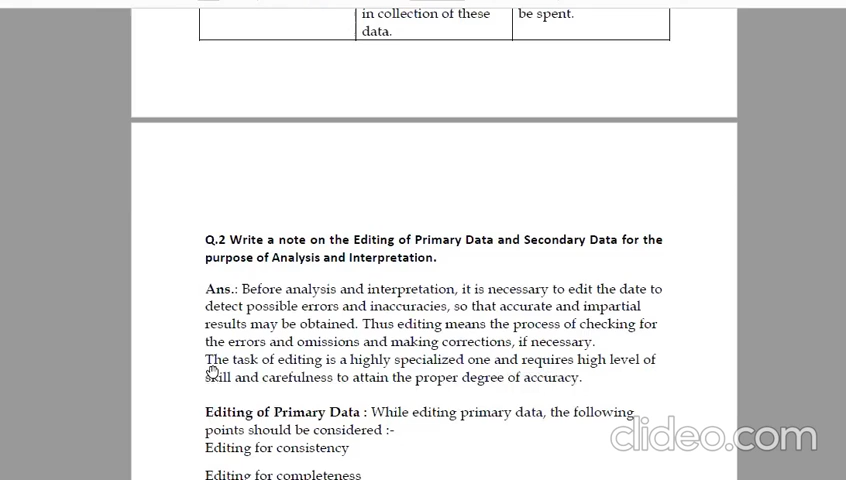 in collection of these
be spent.
data.
Q.2 Write a note on the Editing of Primary Data and Secondary Data for the
purpose of Analysis and Interpretation.
Ans.: Before analysis and interpretation, it is necessary to edit the date to
detect possible errors and inaccuracies, so that accurate and impartial
results may be obtained. Thus editing means the process of checking for
the errors and omissions and making corrections, if necessary.
The task of editing is a highly specialized one and requires high level of
skill and carefulness to attain the proper degree of accuracy.
Editing of Primary Data : While editing primary data, the following
points should be considered :-
Editing for consistency
Editing for completeness
clideo.com